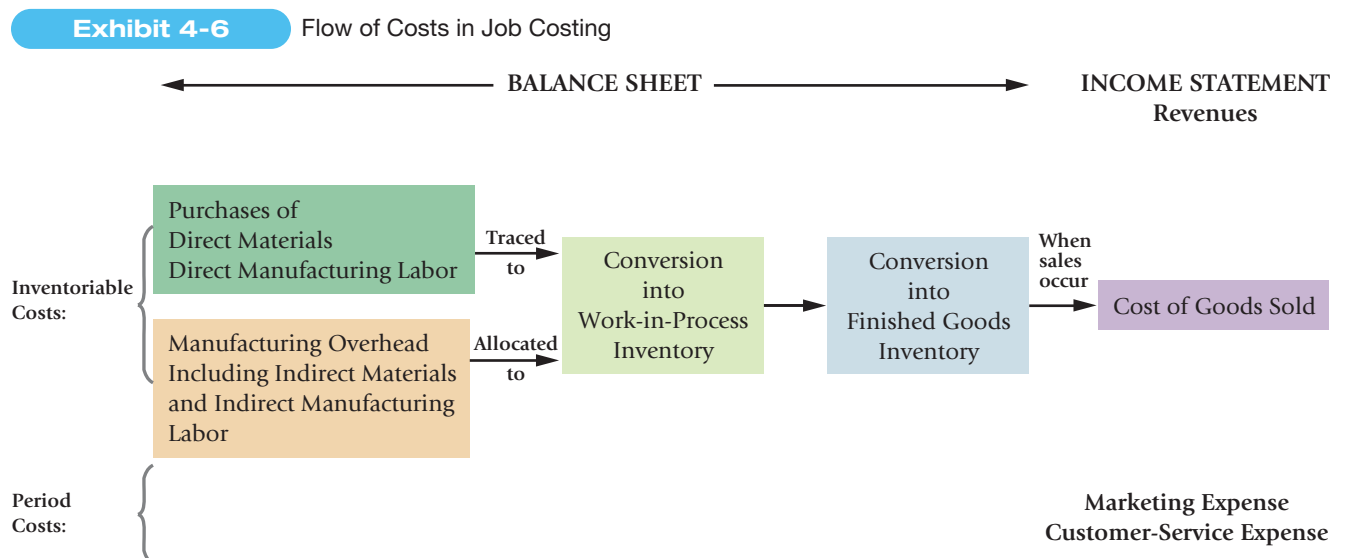 Exhibit 4-6 Flow of Costs in Job Costing
BALANCE SHEET
INCOME STATEMENT
Revenues
Inventoriable
Costs:
Purchases of
Direct Materials
Direct Manufacturing Labor
Traced
to
Manufacturing Overhead
Including Indirect Materials
and Indirect Manufacturing
Labor
Allocated
to
Conversion
into
Work-in-Process
Inventory
Conversion
into
Finished Goods
Inventory
When
sales
occur
Cost of Goods Sold
Period
Costs:
Marketing Expense
Customer-Service Expense